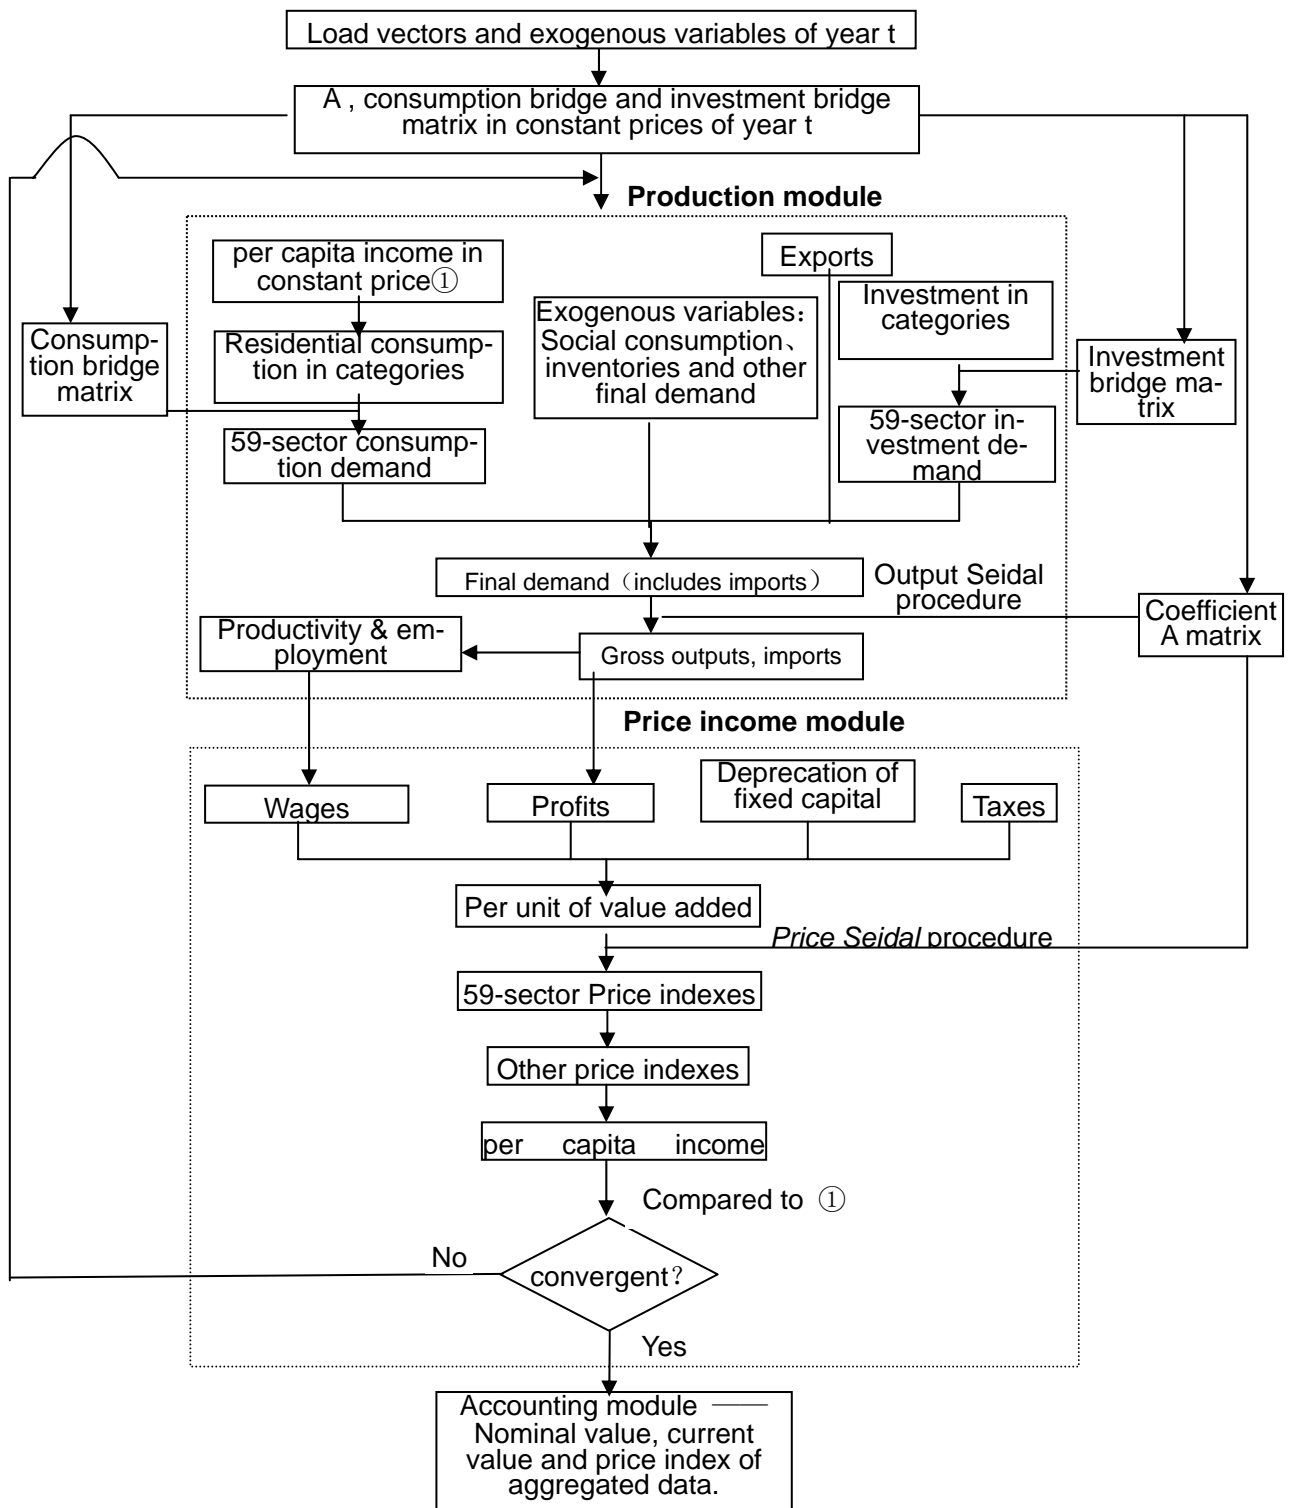 Load vectors and exogenous variables of year t
A , consumption bridge and investment bridge
matrix in constant prices of year t
Production module
per capita income in
constant price①
Exports
Investment in
categories
Exogenous variables：
Social consumption、
inventories and other
final demand
Consump-
tion bridge
matrix
Residential consump-
tion in categories
Investment
bridge ma-
trix
59-sector consump-
tion demand
59-sector in-
vestment de-
mand
Final demand（includes imports）
Output Seidal
procedure
Coefficient
A matrix
Productivity & em-
ployment
Gross outputs, imports
Price income module
Wages
Profits
Deprecation of
fixed capital
Taxes
Per unit of value added
Price Seidal procedure
59-sector Price indexes
Other price indexes
per capita income
Compared to ①
No
convergent？
Yes
Accounting module ——
Nominal value, current
value and price index of
aggregated data.